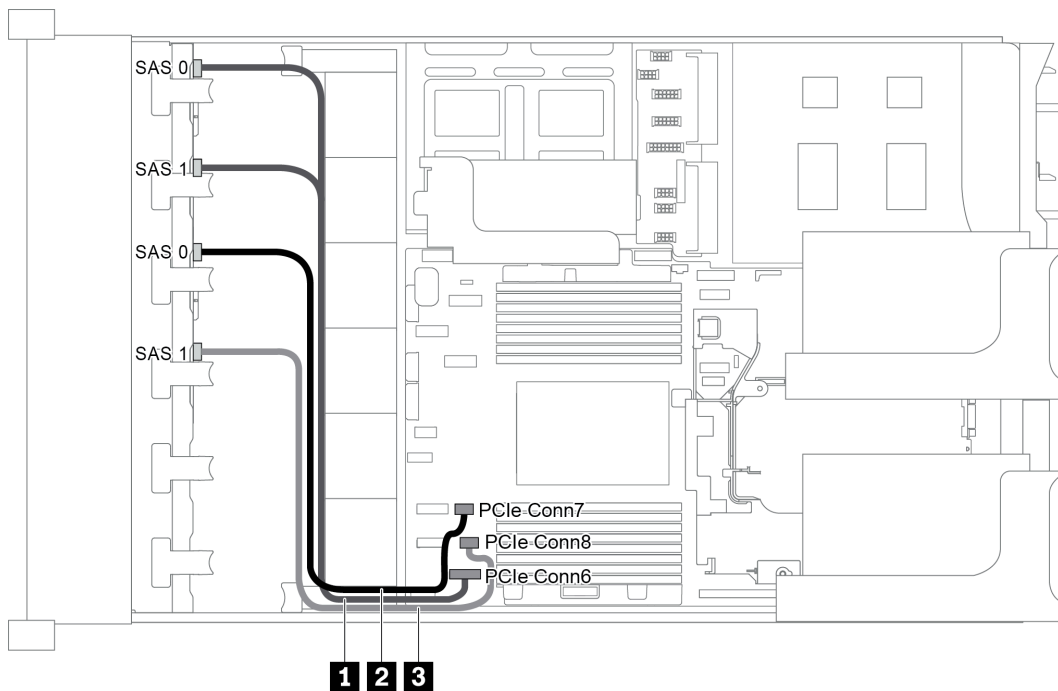 SAS 0
SAS 1
SAS 0
SAS 1
PCIe Conn7
PCIe Conn8
PCIe Conn6
1 2 3